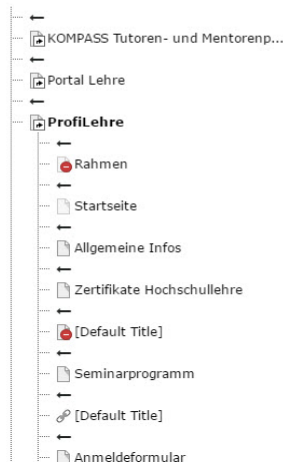 KOMPASS Tutoren- und Mentorenp...
Portal Lehre
ProfiLehre
Rahmen
Startseite
Allgemeine Infos
Zertifikate Hochschullehre
[Default Title]
Seminarprogramm
[Default Title]
Anmeldeformular